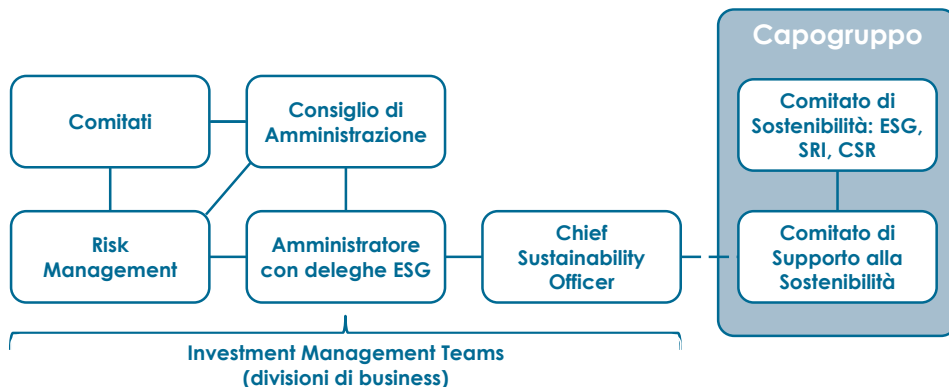 Capogruppo
Comitati
Consiglio di
Amministrazione
Comitato di
Sostenibilità: ESG,
SRI, CSR
Risk
Management
Amministratore
con deleghe ESG
Chief
Sustainability
Officer
Comitato di
Supporto alla
Sostenibilità
Investment Management Teams
(divisioni di business)